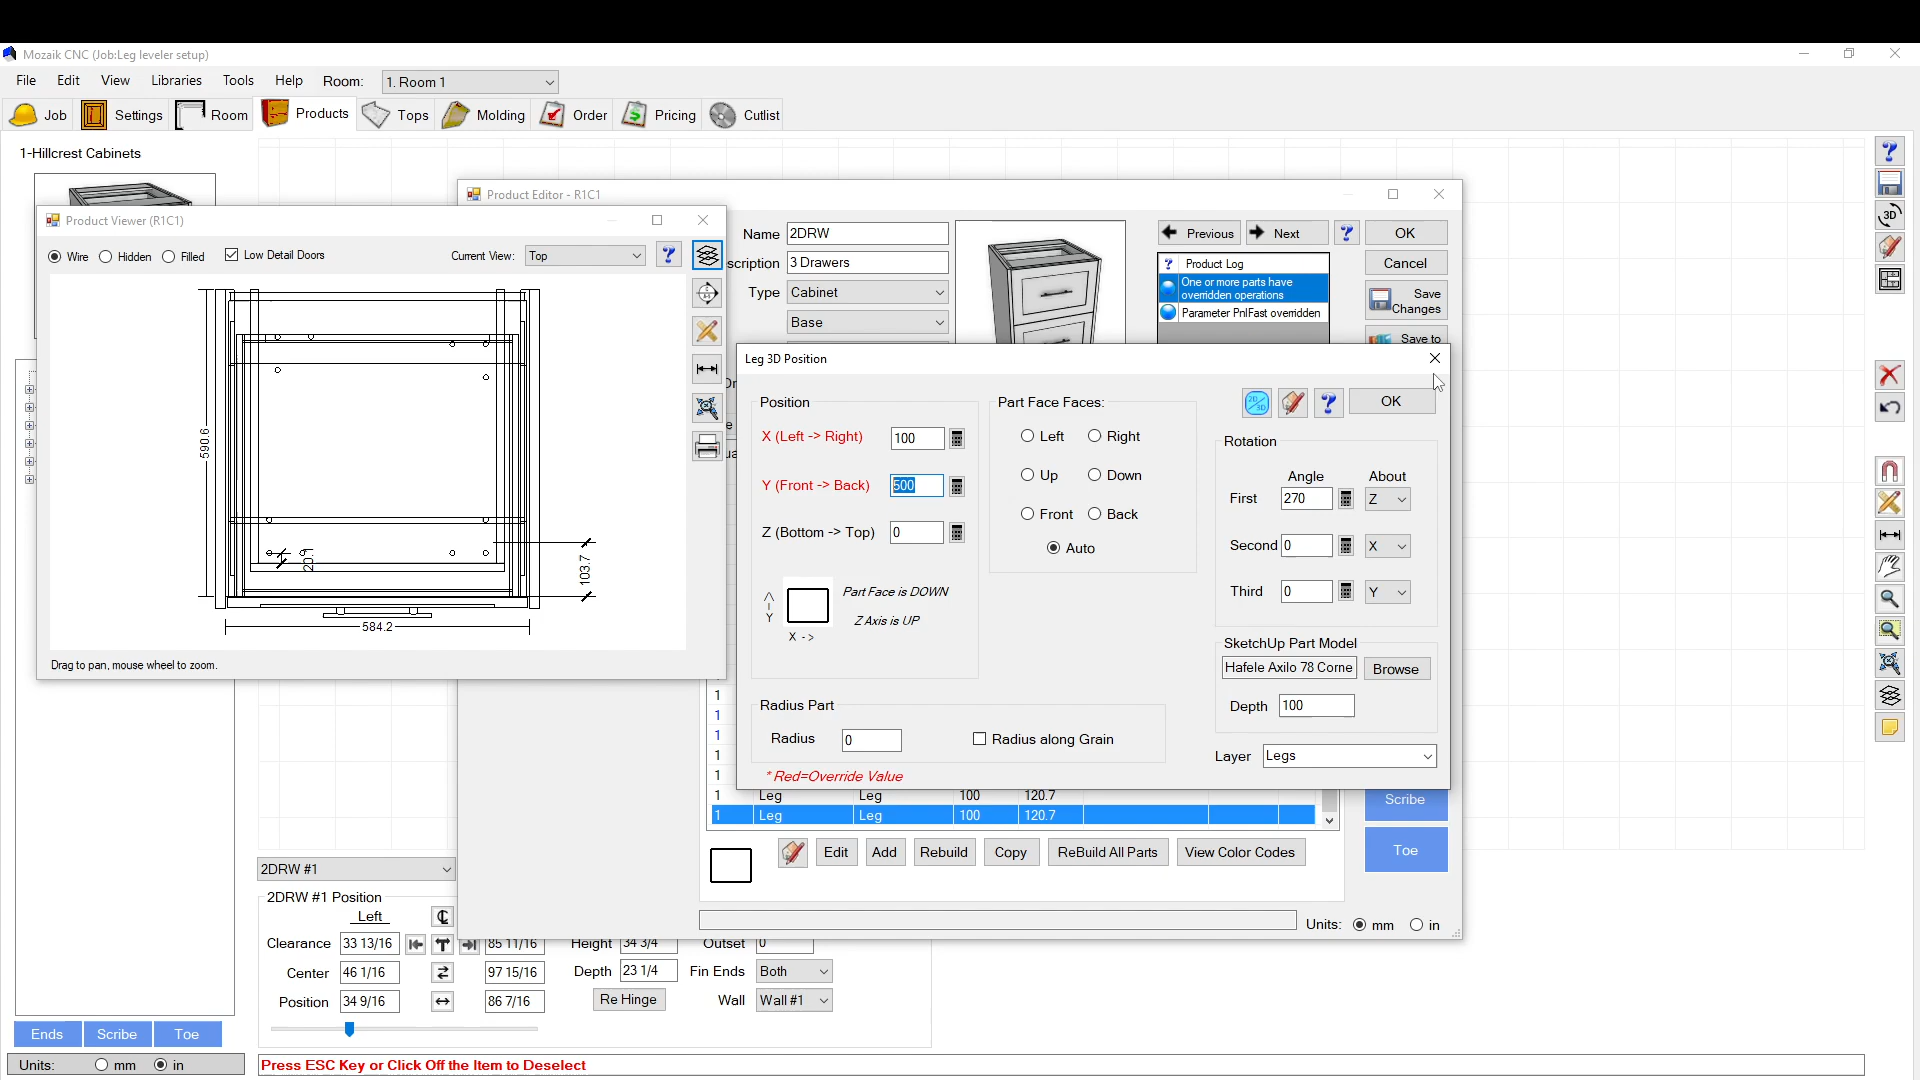 Mozaik CNC (Job:Leg leveler setup)
File Edit View Libraries Tools Help Room: 1. Room 1
Job Settings Room Products Tops Molding Order Pricing Cutlist
1-Hillcrest Cabinets
Product Editor - R1C1
Product Viewer (R1C1)
Wire Hidden Filled Low Detail Doors Current View: Top
590.6
20.1
103.7
584.2
Drag to pan, mouse wheel to zoom.
Name 2DRW
scription 3 Drawers
Type Cabinet
Base
Previous Next OK
Product Log
One or more parts have
overridden operations
Parameter PnlFast overridden
Cancel
Save
Changes
Save to
Leg 3D Position
Position
X (Left -> Right) 100
Y (Front -> Back) 500
Z (Bottom -> Top) 0
<- Y
X ->
Part Face is DOWN
Z Axis is UP
Part Face Faces:
Left Right
Up Down
Front Back
Auto
OK
Rotation
Angle About
First 270 Z
Second 0 X
Third 0 Y
SketchUp Part Model
Hafele Axilo 78 Corne Browse
Depth 100
Layer Legs
Radius Part
Radius 0 Radius along Grain
*Red=Override Value
1
1
1
1
1
1 Leg Leg 100 120.7
1 Leg Leg 100 120.7
Scribe
Toe
Edit Add Rebuild Copy ReBuild All Parts View Color Codes
Units: mm in
2DRW #1
2DRW #1 Position
Left
Clearance 33 13/16 85 11/16 Height 34 3/4 Outset 0
Center 46 1/16 97 15/16 Depth 23 1/4 Fin Ends Both
Position 34 9/16 86 7/16 Re Hinge Wall Wall #1
Ends Scribe Toe
Units: mm in
Press ESC Key or Click Off the Item to Deselect